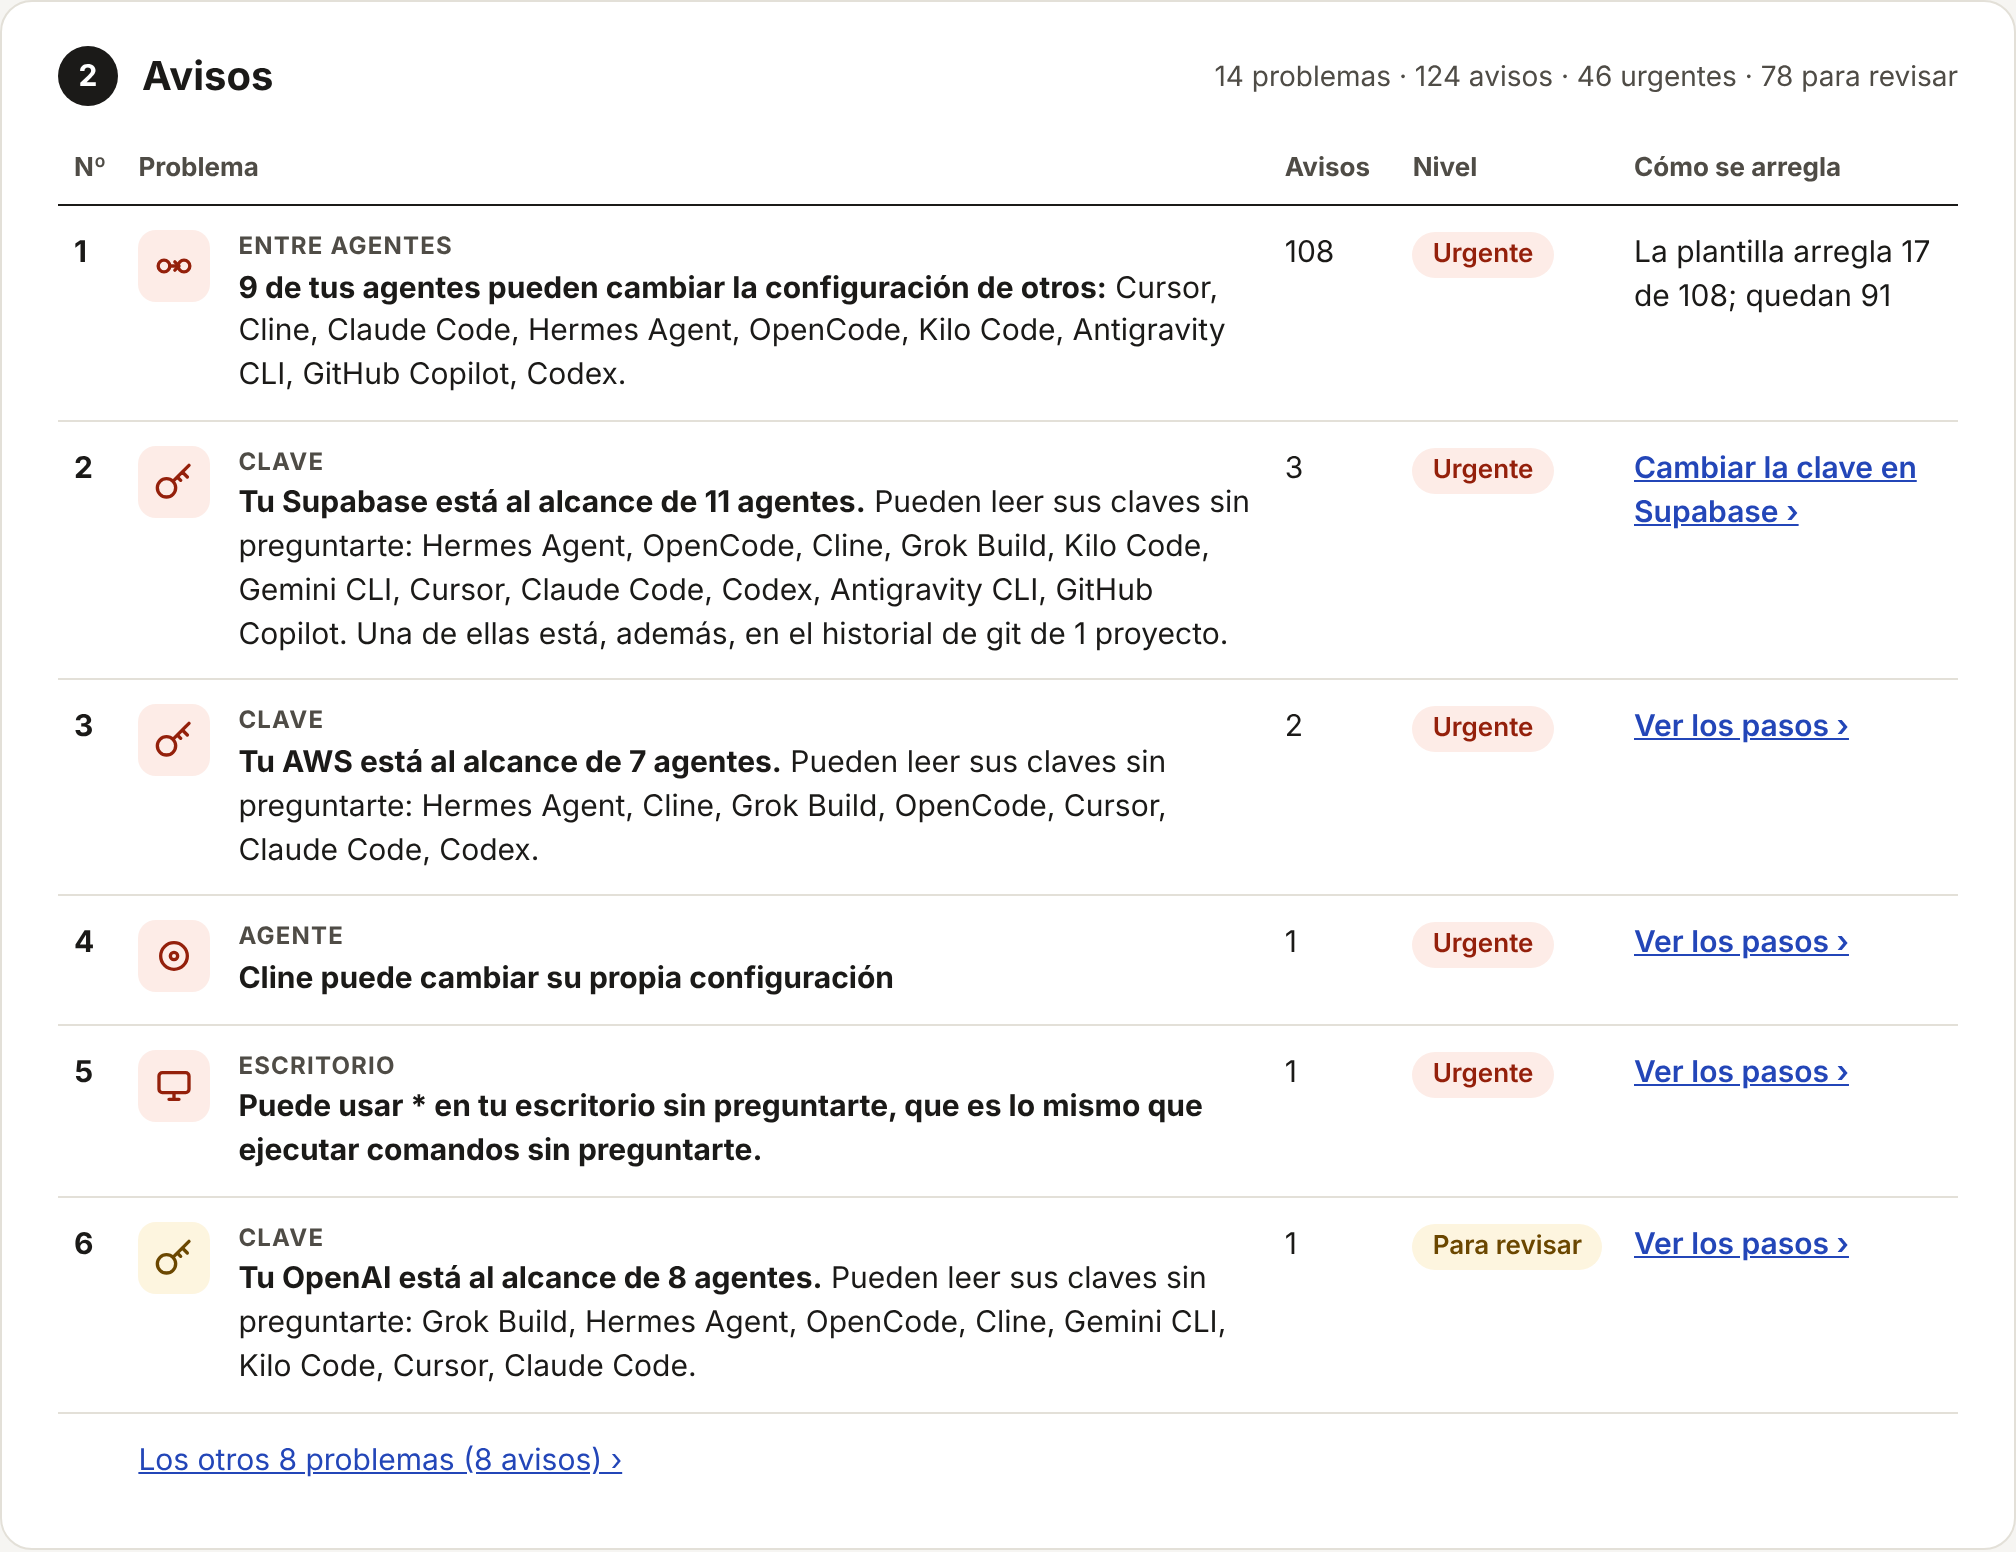 2 Avisos
14 problemas · 124 avisos · 46 urgentes · 78 para revisar
Nº Problema Avisos Nivel Cómo se arregla
1 ENTRE AGENTES 108 Urgente La plantilla arregla 17
9 de tus agentes pueden cambiar la configuración de otros: Cursor, de 108; quedan 91
Cline, Claude Code, Hermes Agent, OpenCode, Kilo Code, Antigravity
CLI, GitHub Copilot, Codex.
2 CLAVE 3 Urgente Cambiar la clave en
Tu Supabase está al alcance de 11 agentes. Pueden leer sus claves sin Supabase ›
preguntarte: Hermes Agent, OpenCode, Cline, Grok Build, Kilo Code,
Gemini CLI, Cursor, Claude Code, Codex, Antigravity CLI, GitHub
Copilot. Una de ellas está, además, en el historial de git de 1 proyecto.
3 CLAVE 2 Urgente Ver los pasos ›
Tu AWS está al alcance de 7 agentes. Pueden leer sus claves sin
preguntarte: Hermes Agent, Cline, Grok Build, OpenCode, Cursor,
Claude Code, Codex.
4 AGENTE 1 Urgente Ver los pasos ›
Cline puede cambiar su propia configuración
5 ESCRITORIO 1 Urgente Ver los pasos ›
Puede usar * en tu escritorio sin preguntarte, que es lo mismo que
ejecutar comandos sin preguntarte.
6 CLAVE 1 Para revisar Ver los pasos ›
Tu OpenAI está al alcance de 8 agentes. Pueden leer sus claves sin
preguntarte: Grok Build, Hermes Agent, OpenCode, Cline, Gemini CLI,
Kilo Code, Cursor, Claude Code.
Los otros 8 problemas (8 avisos) ›